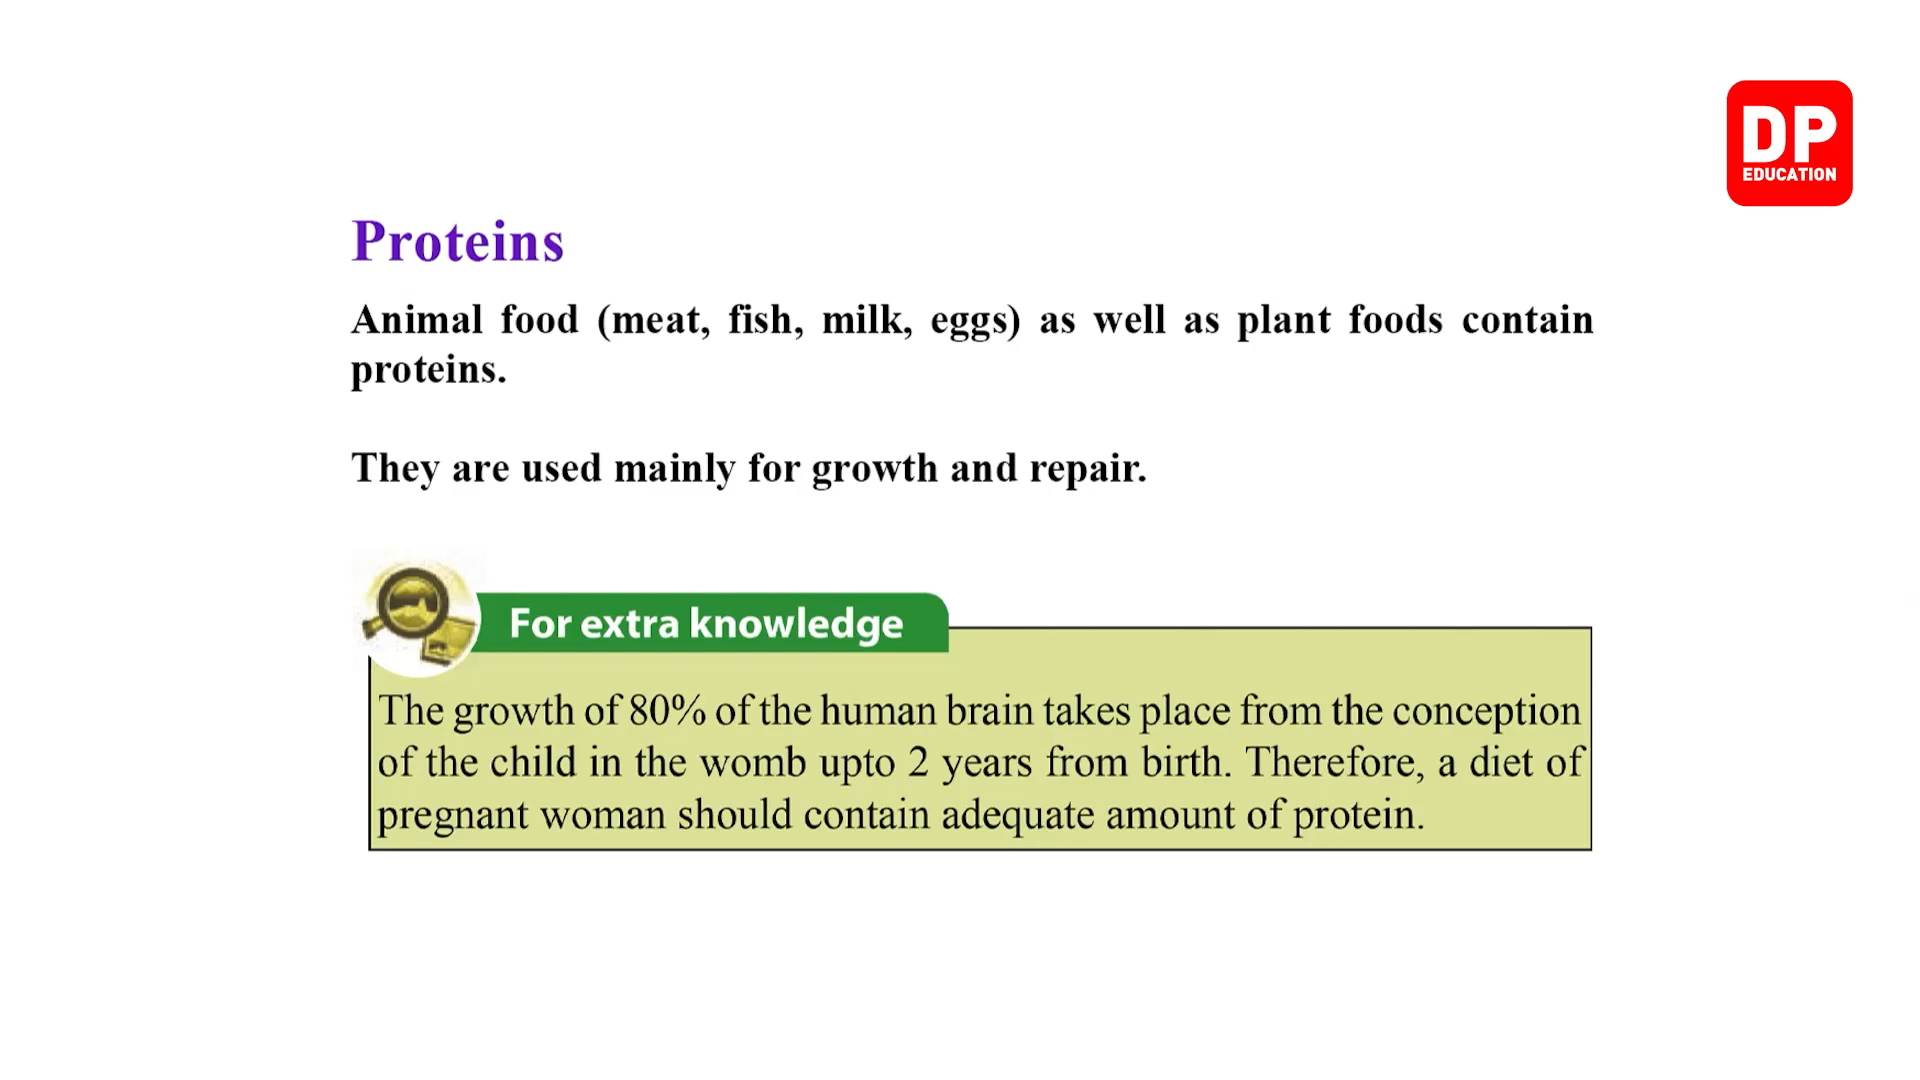 DP
EDUCATION
Proteins
Animal food (meat, fish, milk, eggs) as well as plant foods contain
proteins.
They are used mainly for growth and repair.
For extra knowledge
The growth of 80% of the human brain takes place from the conception
of the child in the womb upto 2 years from birth. Therefore, a diet of
pregnant woman should contain adequate amount of protein.